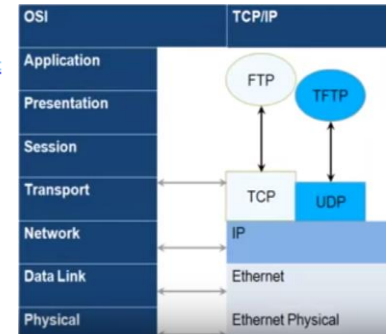 OSI TCP/IP
Application
FTP
TFTP
Presentation
Session
Transport
TCP
UDP
Network IP
Data Link Ethernet
Physical Ethernet Physical